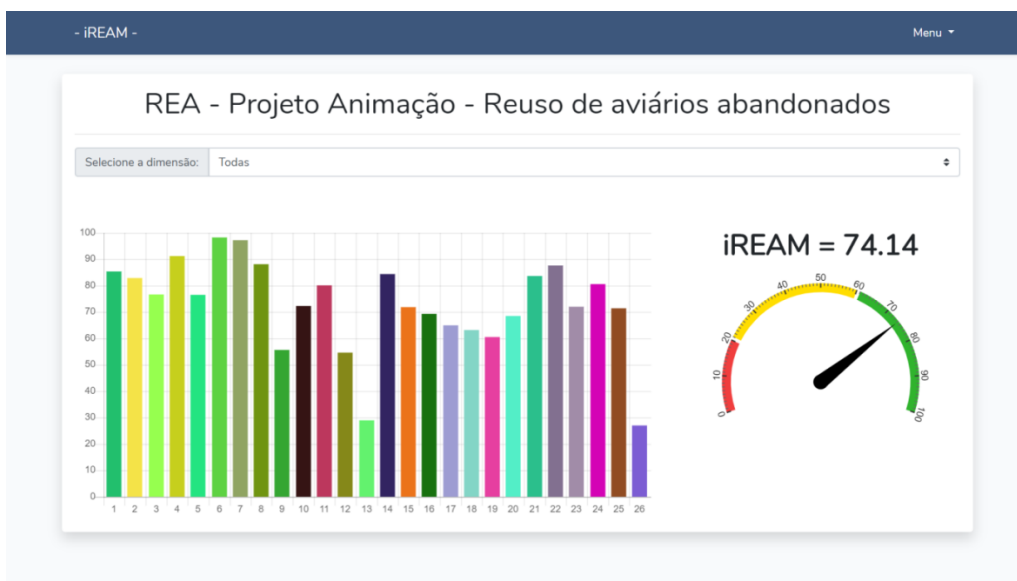 - iREAM -
Menu
REA - Projeto Animação - Reuso de aviários abandonados
Selecione a dimensão: Todas
100
90
80
70
60
50
40
30
20
10
0
1 2 3 4 5 6 7 8 9 10 11 12 13 14 15 16 17 18 19 20 21 22 23 24 25 26
iREAM = 74.14
0 10 20 30 40 50 60 70 80 90 100